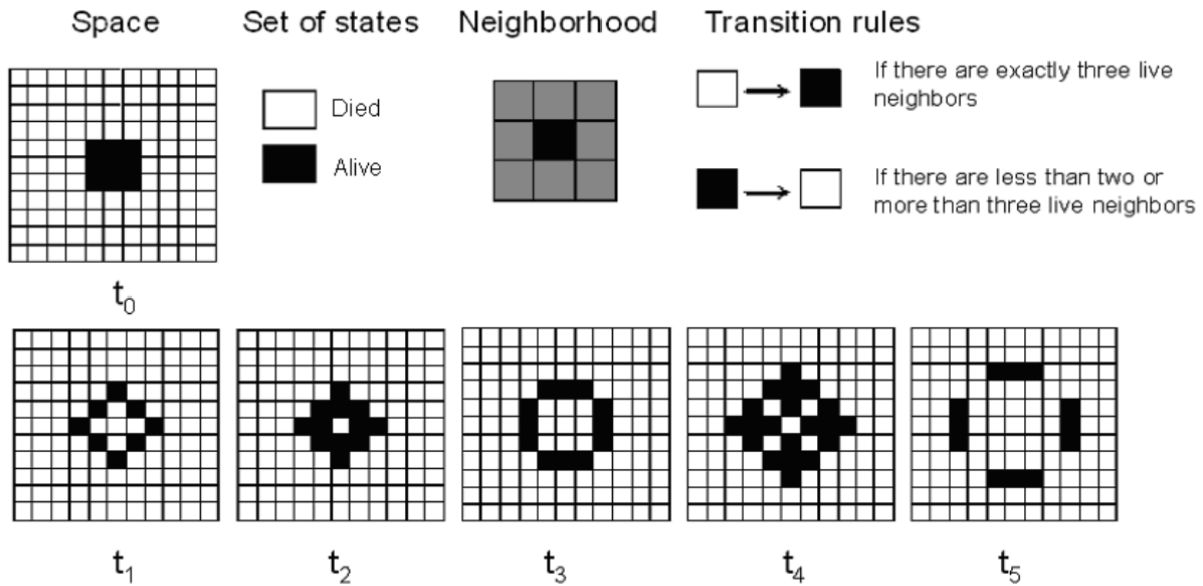 Space
Set of states
Neighborhood
Transition rules
Died
Alive
If there are exactly three live
neighbors
If there are less than two or
more than three live neighbors
t0
t1
t2
t3
t4
t5